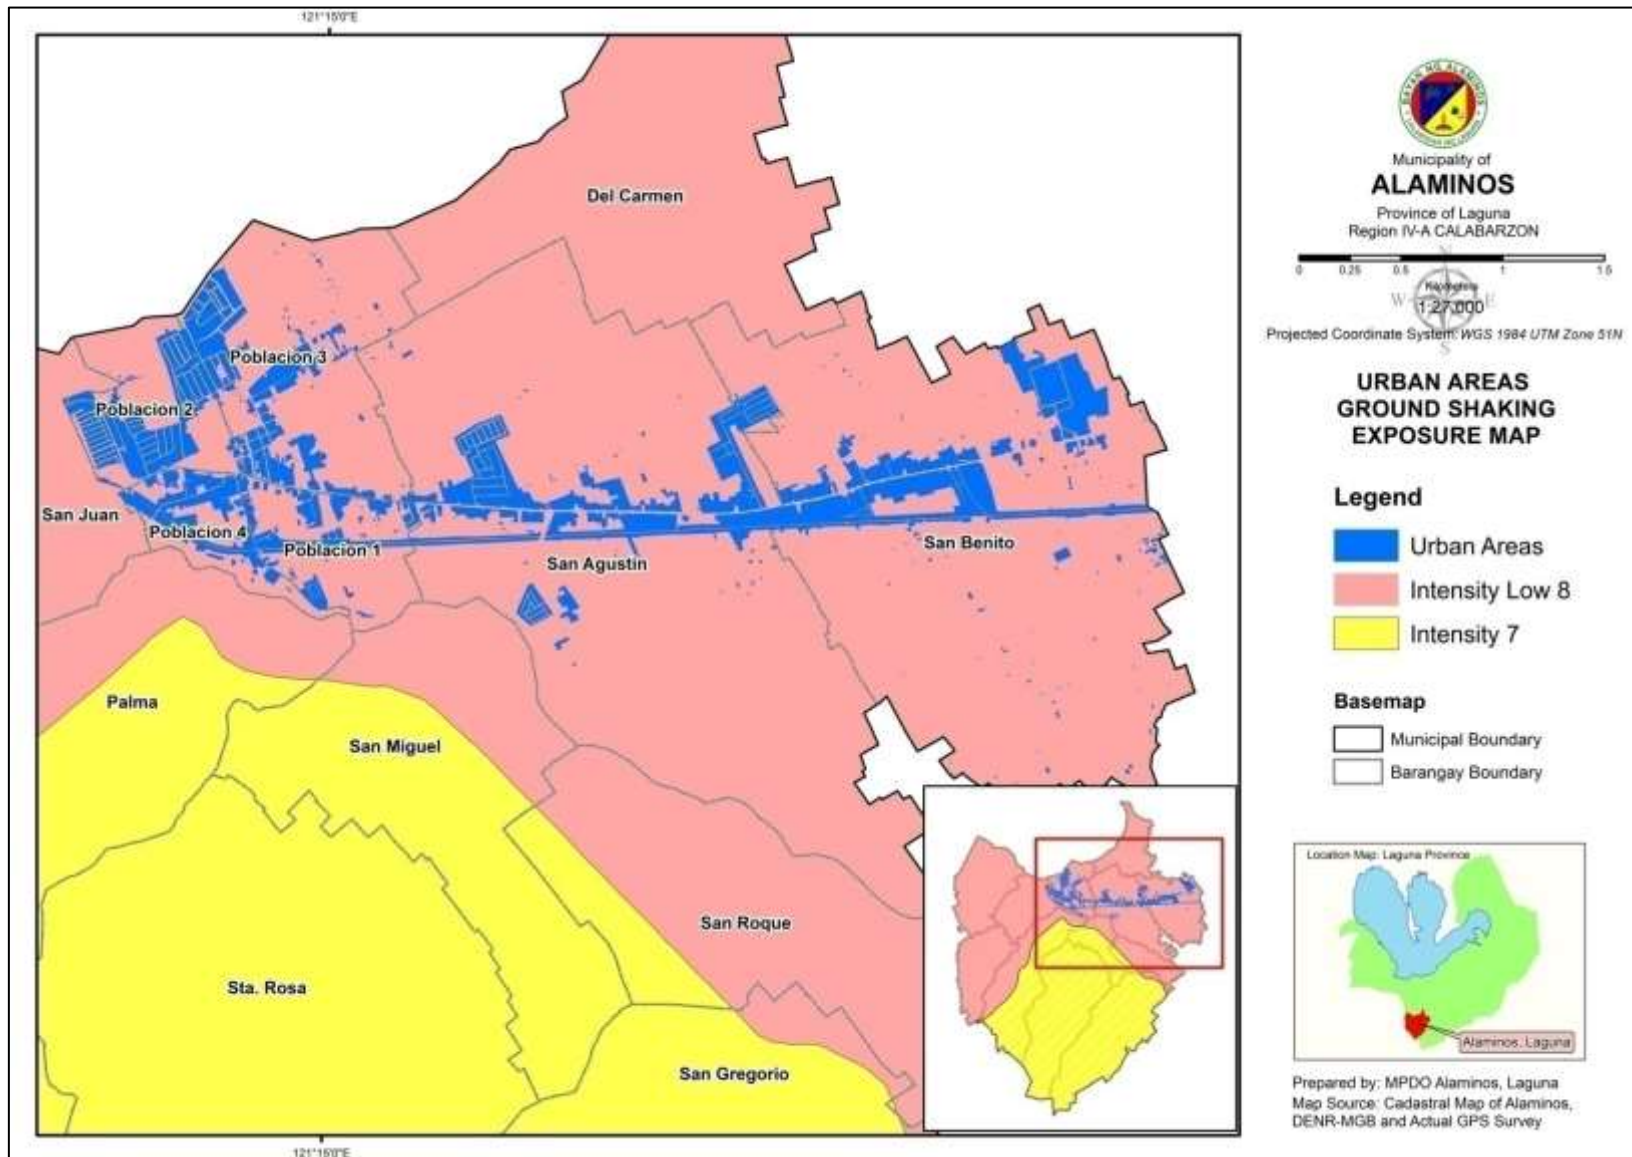 121°15'0"E
Del Carmen
Poblacion 3
Poblacion 2
San Juan
Poblacion 4
Poblacion 1
San Agustin
San Benito
Palma
San Miguel
San Roque
Sta. Rosa
San Gregorio
121°15'0"E
BAYAN NG ALAMINOS
Municipality of
ALAMINOS
Province of Laguna
Region IV-A CALABARZON
0 0.25 0.5 1 1.5
Kilometers
N
W E
S
1:27,000
Projected Coordinate System: WGS 1984 UTM Zone 51N
URBAN AREAS
GROUND SHAKING
EXPOSURE MAP
Legend
Urban Areas
Intensity Low 8
Intensity 7
Basemap
Municipal Boundary
Barangay Boundary
Location Map: Laguna Province
Alaminos, Laguna
Prepared by: MPDO Alaminos, Laguna
Map Source: Cadastral Map of Alaminos,
DENR-MGB and Actual GPS Survey